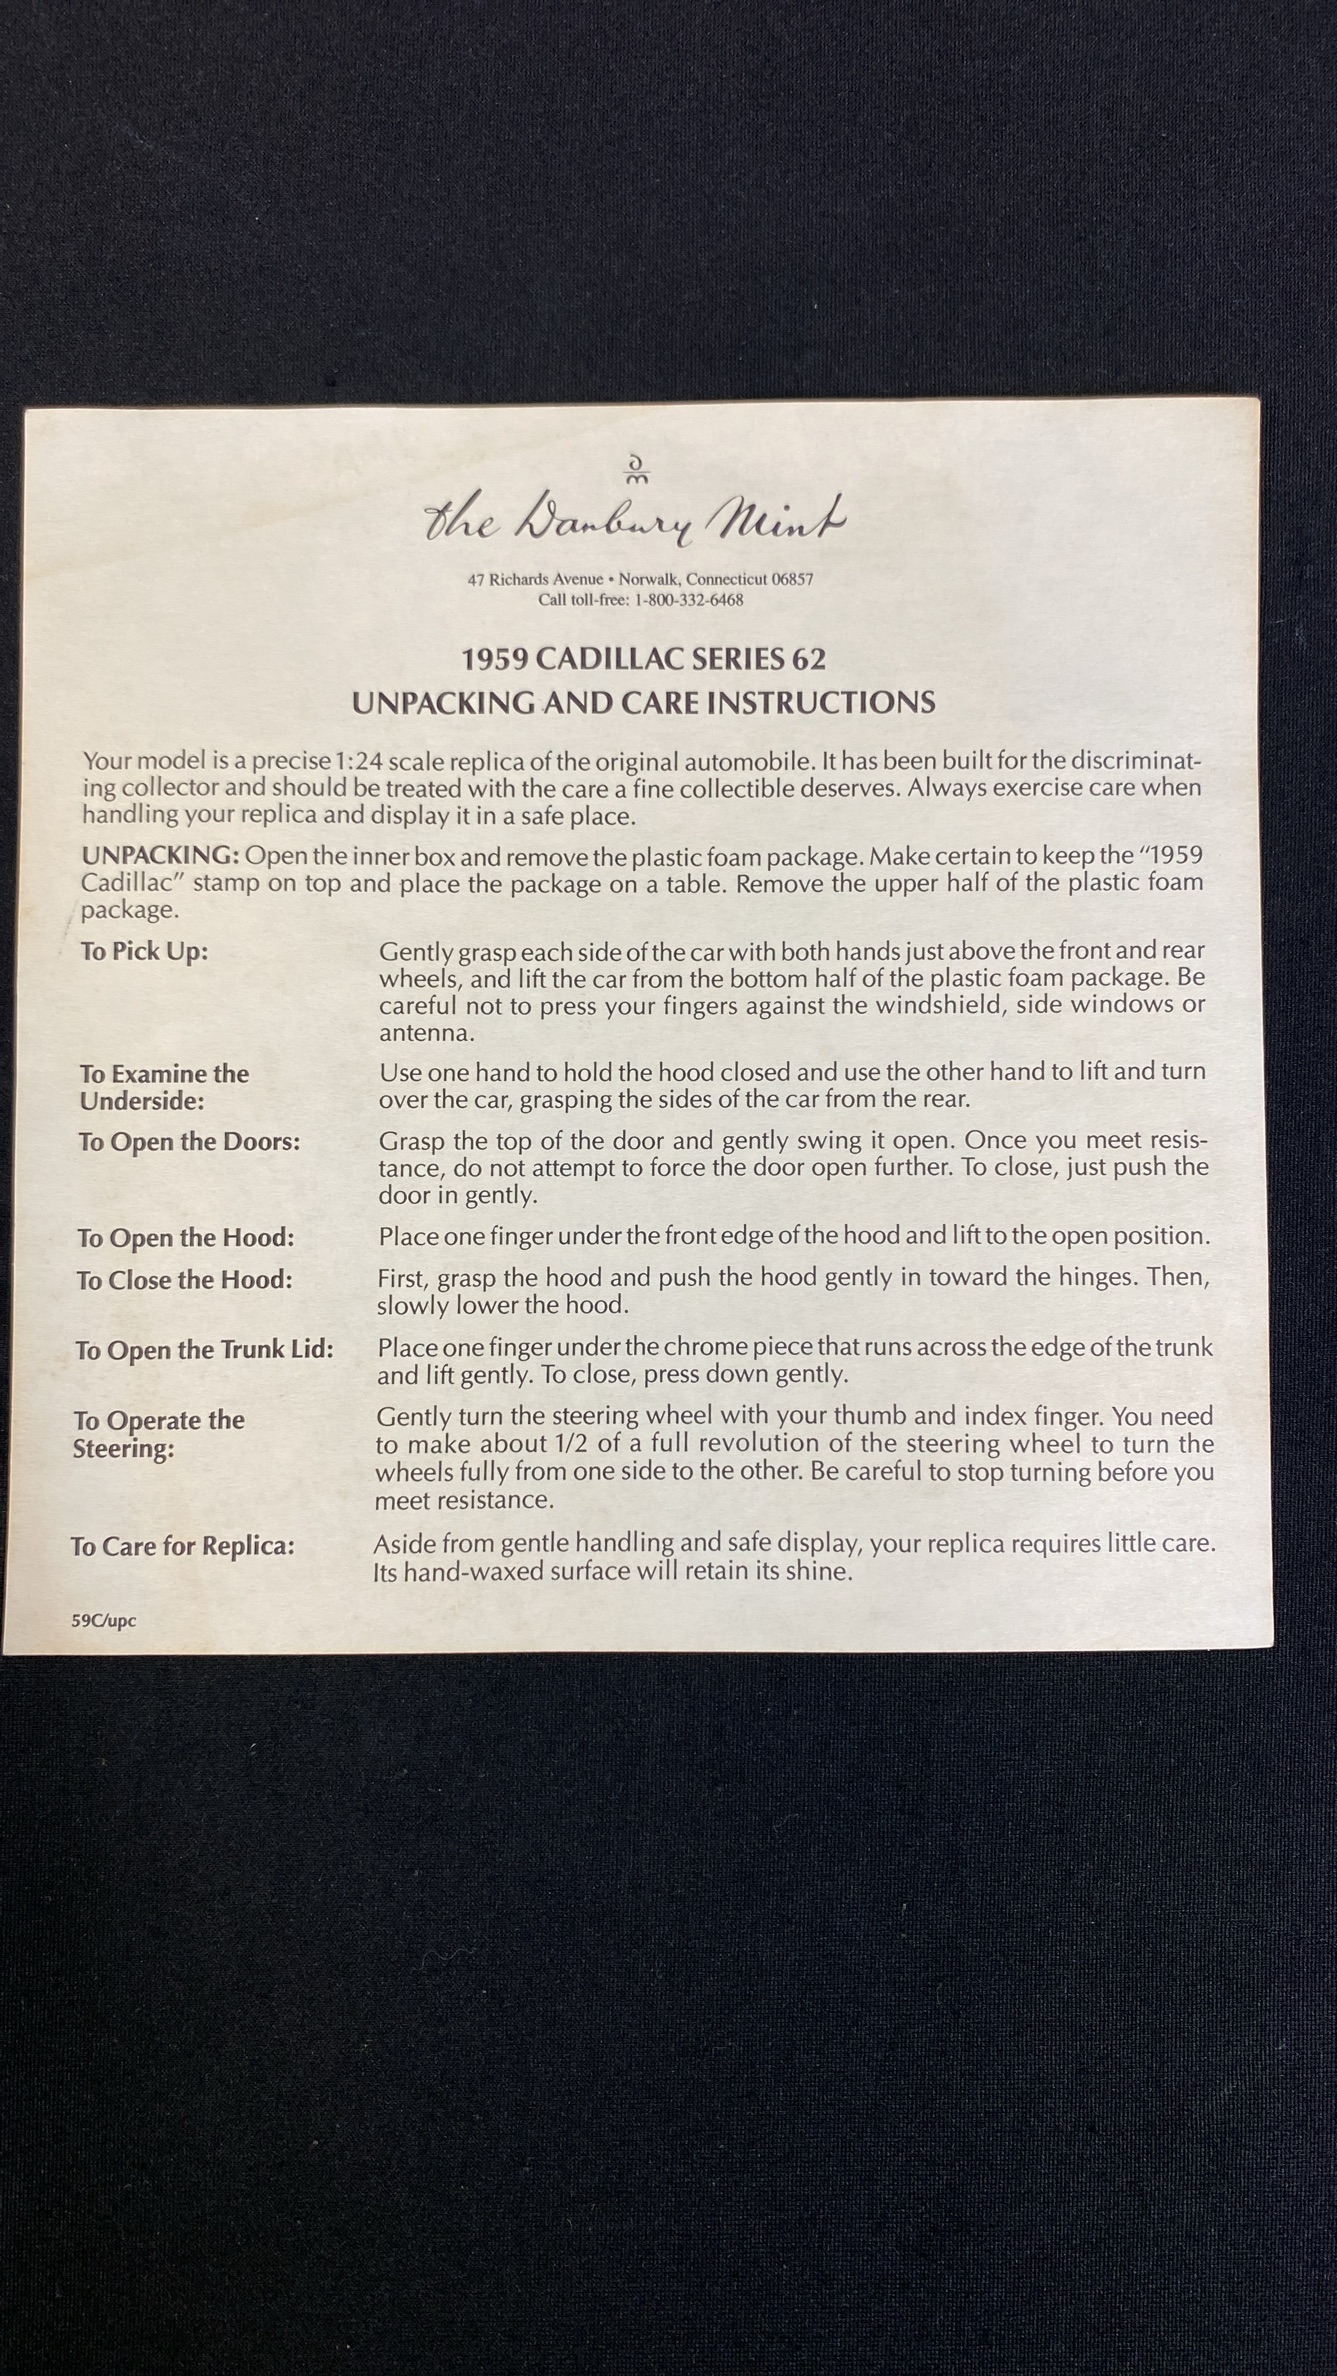 dm
the Danbury Mint
47 Richards Avenue • Norwalk, Connecticut 06857
Call toll-free: 1-800-332-6468
1959 CADILLAC SERIES 62
UNPACKING AND CARE INSTRUCTIONS
Your model is a precise 1:24 scale replica of the original automobile. It has been built for the discriminat-
ing collector and should be treated with the care a fine collectible deserves. Always exercise care when
handling your replica and display it in a safe place.
UNPACKING: Open the inner box and remove the plastic foam package. Make certain to keep the “1959
Cadillac” stamp on top and place the package on a table. Remove the upper half of the plastic foam
package.
To Pick Up:
Gently grasp each side of the car with both hands just above the front and rear
wheels, and lift the car from the bottom half of the plastic foam package. Be
careful not to press your fingers against the windshield, side windows or
antenna.
To Examine the
Underside:
Use one hand to hold the hood closed and use the other hand to lift and turn
over the car, grasping the sides of the car from the rear.
To Open the Doors:
Grasp the top of the door and gently swing it open. Once you meet resis-
tance, do not attempt to force the door open further. To close, just push the
door in gently.
To Open the Hood:
Place one finger under the front edge of the hood and lift to the open position.
To Close the Hood:
First, grasp the hood and push the hood gently in toward the hinges. Then,
slowly lower the hood.
To Open the Trunk Lid:
Place one finger under the chrome piece that runs across the edge of the trunk
and lift gently. To close, press down gently.
To Operate the
Steering:
Gently turn the steering wheel with your thumb and index finger. You need
to make about 1/2 of a full revolution of the steering wheel to turn the
wheels fully from one side to the other. Be careful to stop turning before you
meet resistance.
To Care for Replica:
Aside from gentle handling and safe display, your replica requires little care.
Its hand-waxed surface will retain its shine.
59C/upc